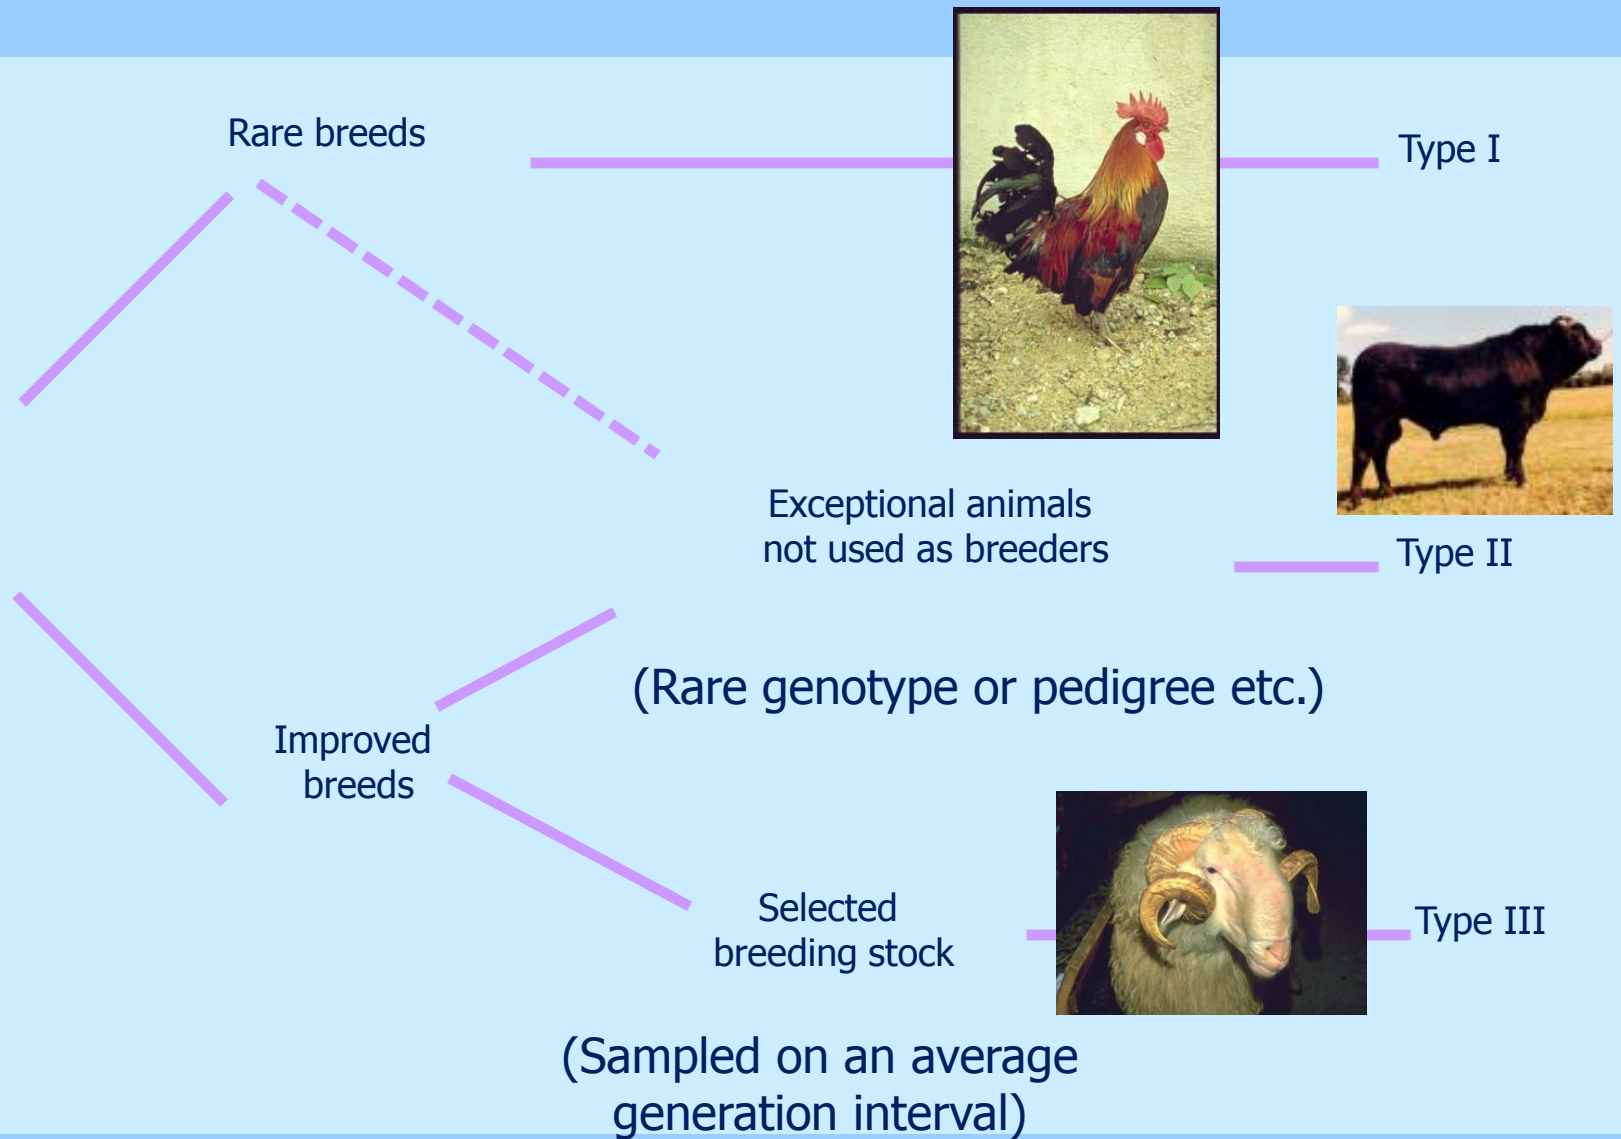 Rare breeds
Type I
Exceptional animals
not used as breeders
Type II
(Rare genotype or pedigree etc.)
Improved
breeds
Selected
breeding stock
Type III
(Sampled on an average
generation interval)